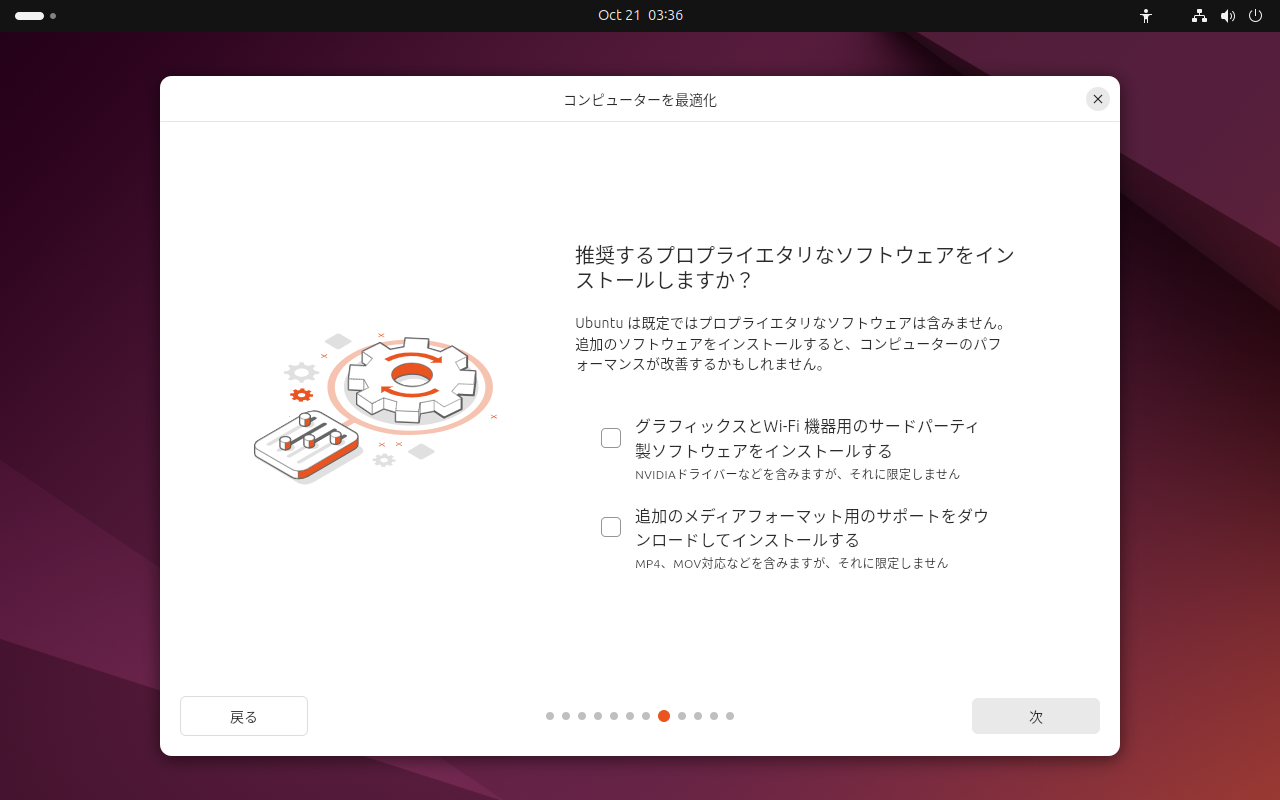 Oct 21 03:36
コンピューターを最適化
推奨するプロプライエタリなソフトウェアをイン
ストールしますか？
Ubuntu は既定ではプロプライエタリなソフトウェアは含みません。
追加のソフトウェアをインストールすると、コンピューターのパフ
ォーマンスが改善するかもしれません。
グラフィックスとWi-Fi 機器用のサードパーティ
製ソフトウェアをインストールする
NVIDIAドライバーなどを含みますが、それに限定しません
追加のメディアフォーマット用のサポートをダウ
ンロードしてインストールする
MP4、MOV対応などを含みますが、それに限定しません
戻る
次